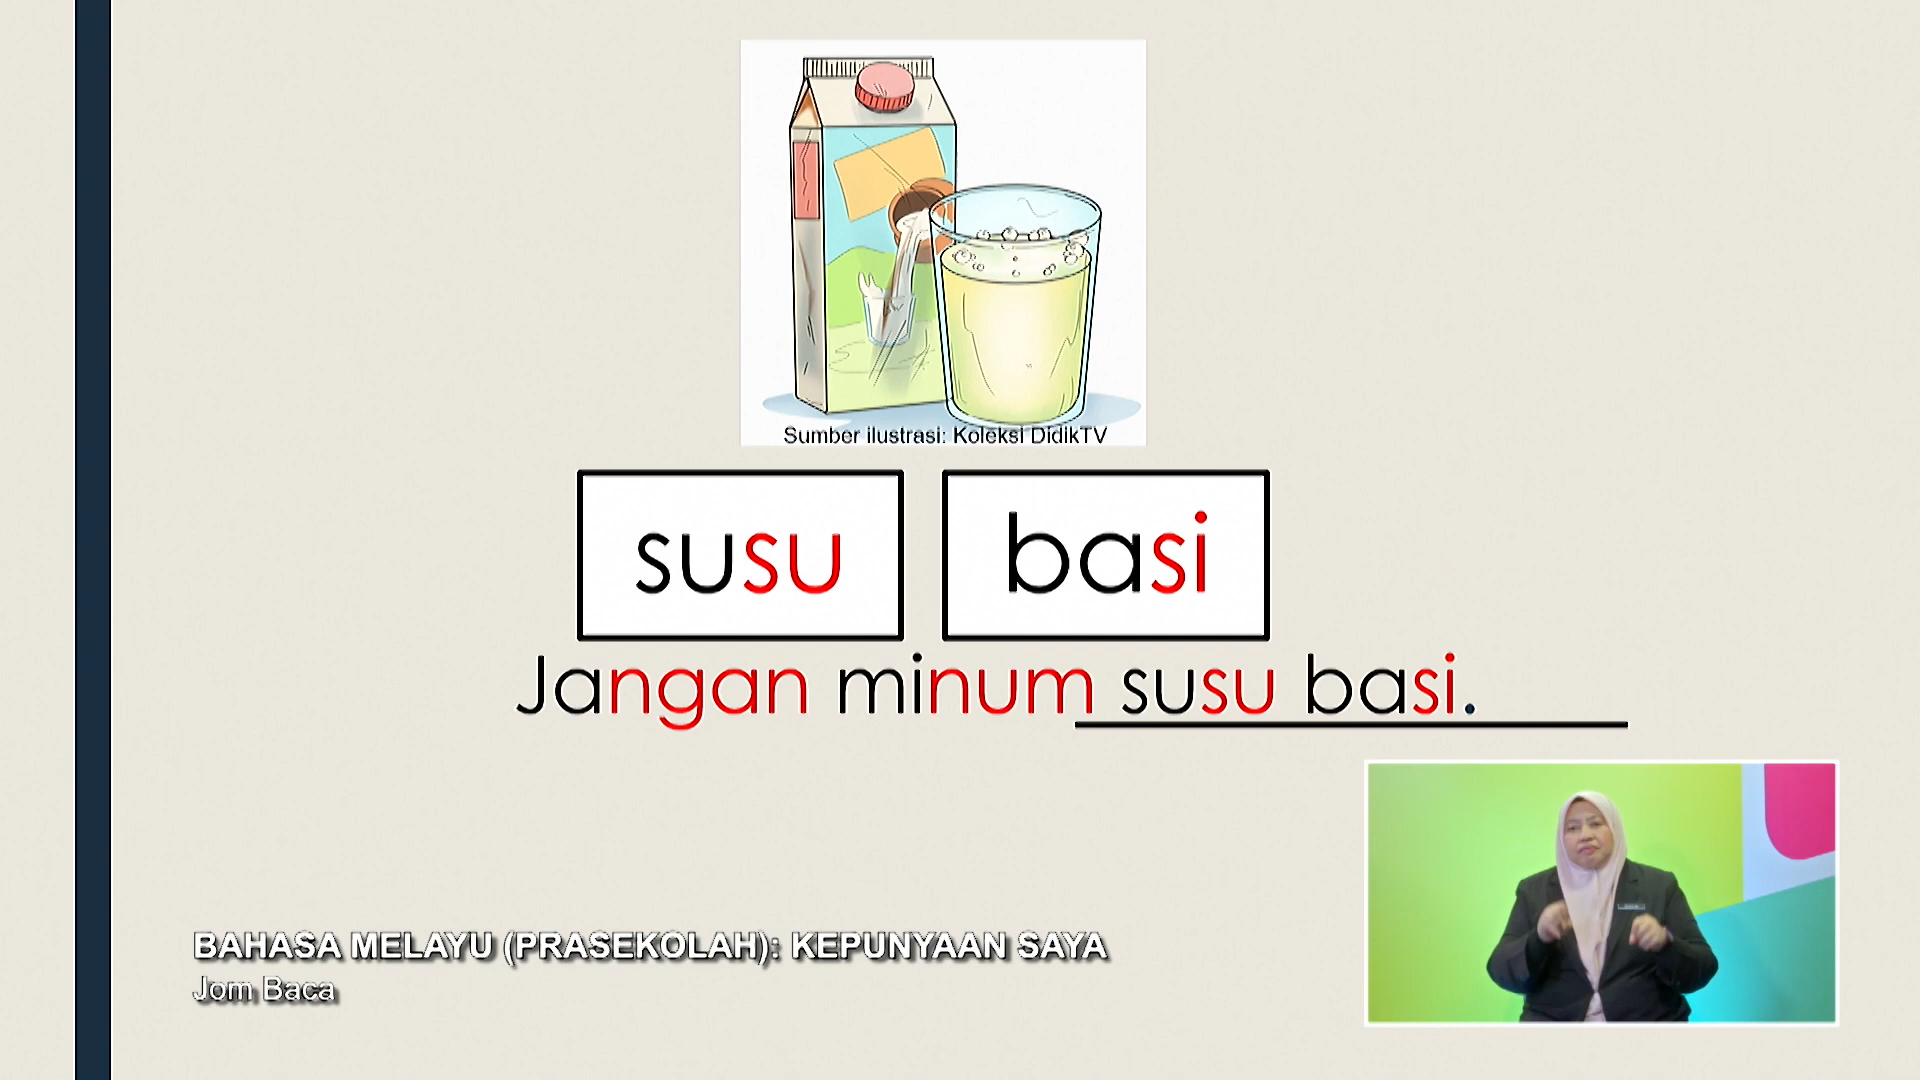 Sumber ilustrasi: Koleksi DidikTV
susu basi
Jangan minum susu basi.
BAHASA MELAYU (PRASEKOLAH): KEPUNYAAN SAYA
Jom Baca